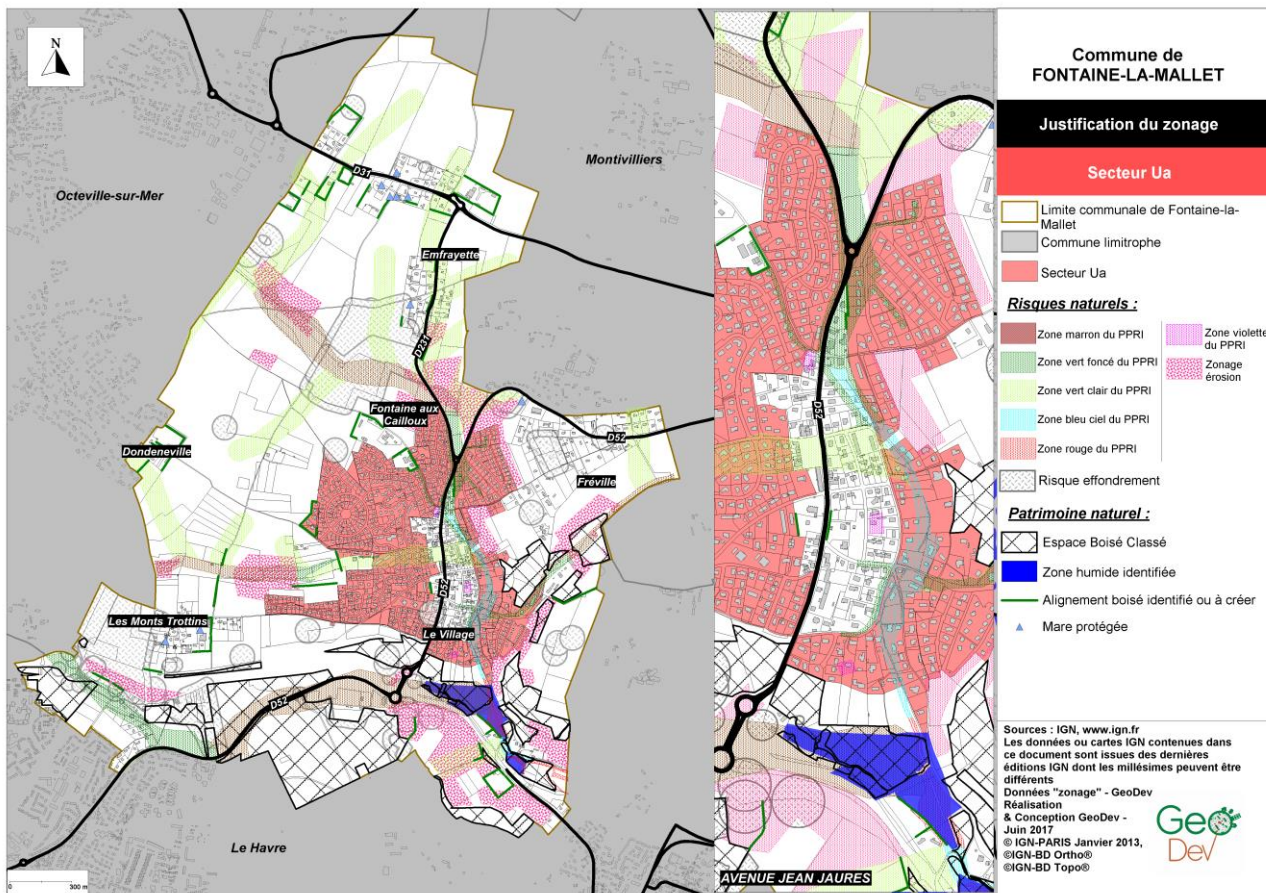 N
Octeville-sur-Mer
Montivilliers
D31
Emfrayette
D231
Fontaine aux
Cailloux
Dondeneville
D52
Fréville
D52
Les Monts Trottins
Le Village
D52
Le Havre
0
300 m
D52
AVENUE JEAN JAURES
Commune de
FONTAINE-LA-MALLET
Justification du zonage
Secteur Ua
Limite communale de Fontaine-la-
Mallet
Commune limitrophe
Secteur Ua
Risques naturels :
Zone marron du PPRI
Zone vert foncé du PPRI
Zone vert clair du PPRI
Zone bleu ciel du PPRI
Zone rouge du PPRI
Zone violette
du PPRI
Zonage
érosion
Risque effondrement
Patrimoine naturel :
Espace Boisé Classé
Zone humide identifiée
Alignement boisé identifié ou à créer
Mare protégée
Sources : IGN, www.ign.fr
Les données ou cartes IGN contenues dans
ce document sont issues des dernières
éditions IGN dont les millésimes peuvent être
différents
Données "zonage" - GeoDev
Réalisation
& Conception GeoDev -
Juin 2017
© IGN-PARIS Janvier 2013,
©IGN-BD Ortho®
©IGN-BD Topo®
Geo
Dev